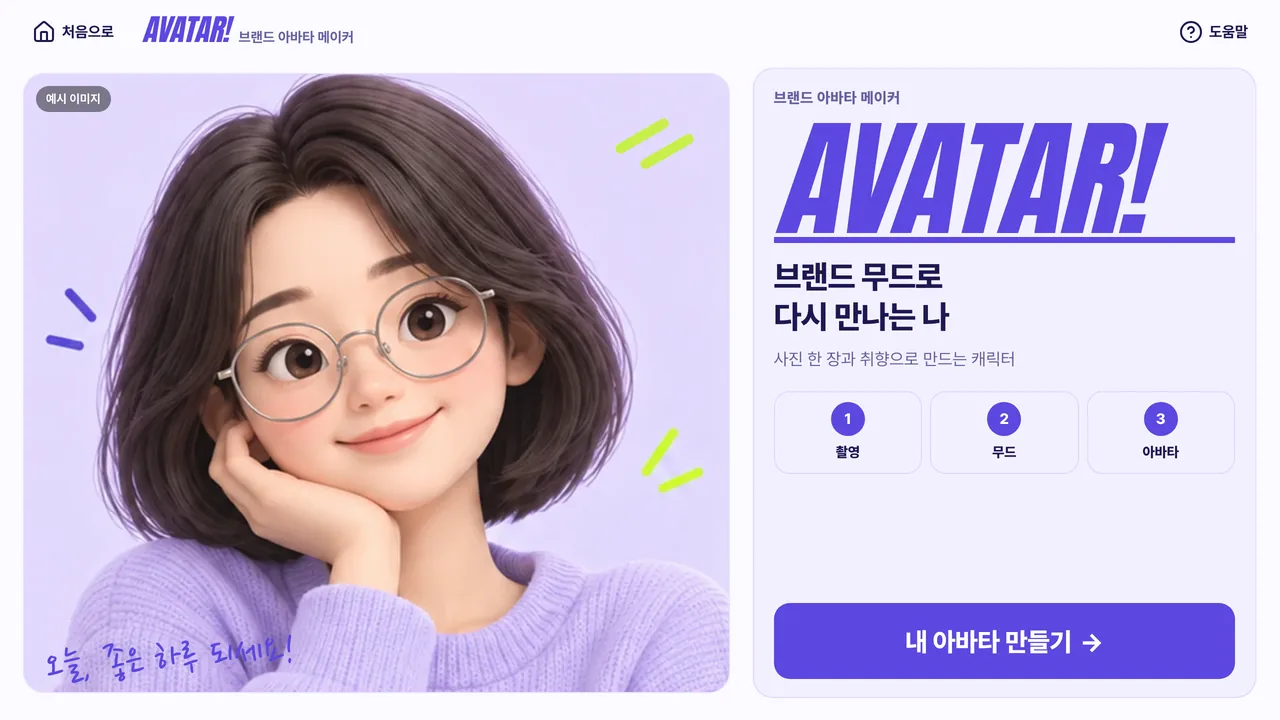 처음으로
AVATAR! 브랜드 아바타 메이커
도움말
예시 이미지
오늘, 좋은 하루 되세요!
브랜드 아바타 메이커
AVATAR!
브랜드 무드로
다시 만나는 나
사진 한 장과 취향으로 만드는 캐릭터
1
촬영
2
무드
3
아바타
내 아바타 만들기 →